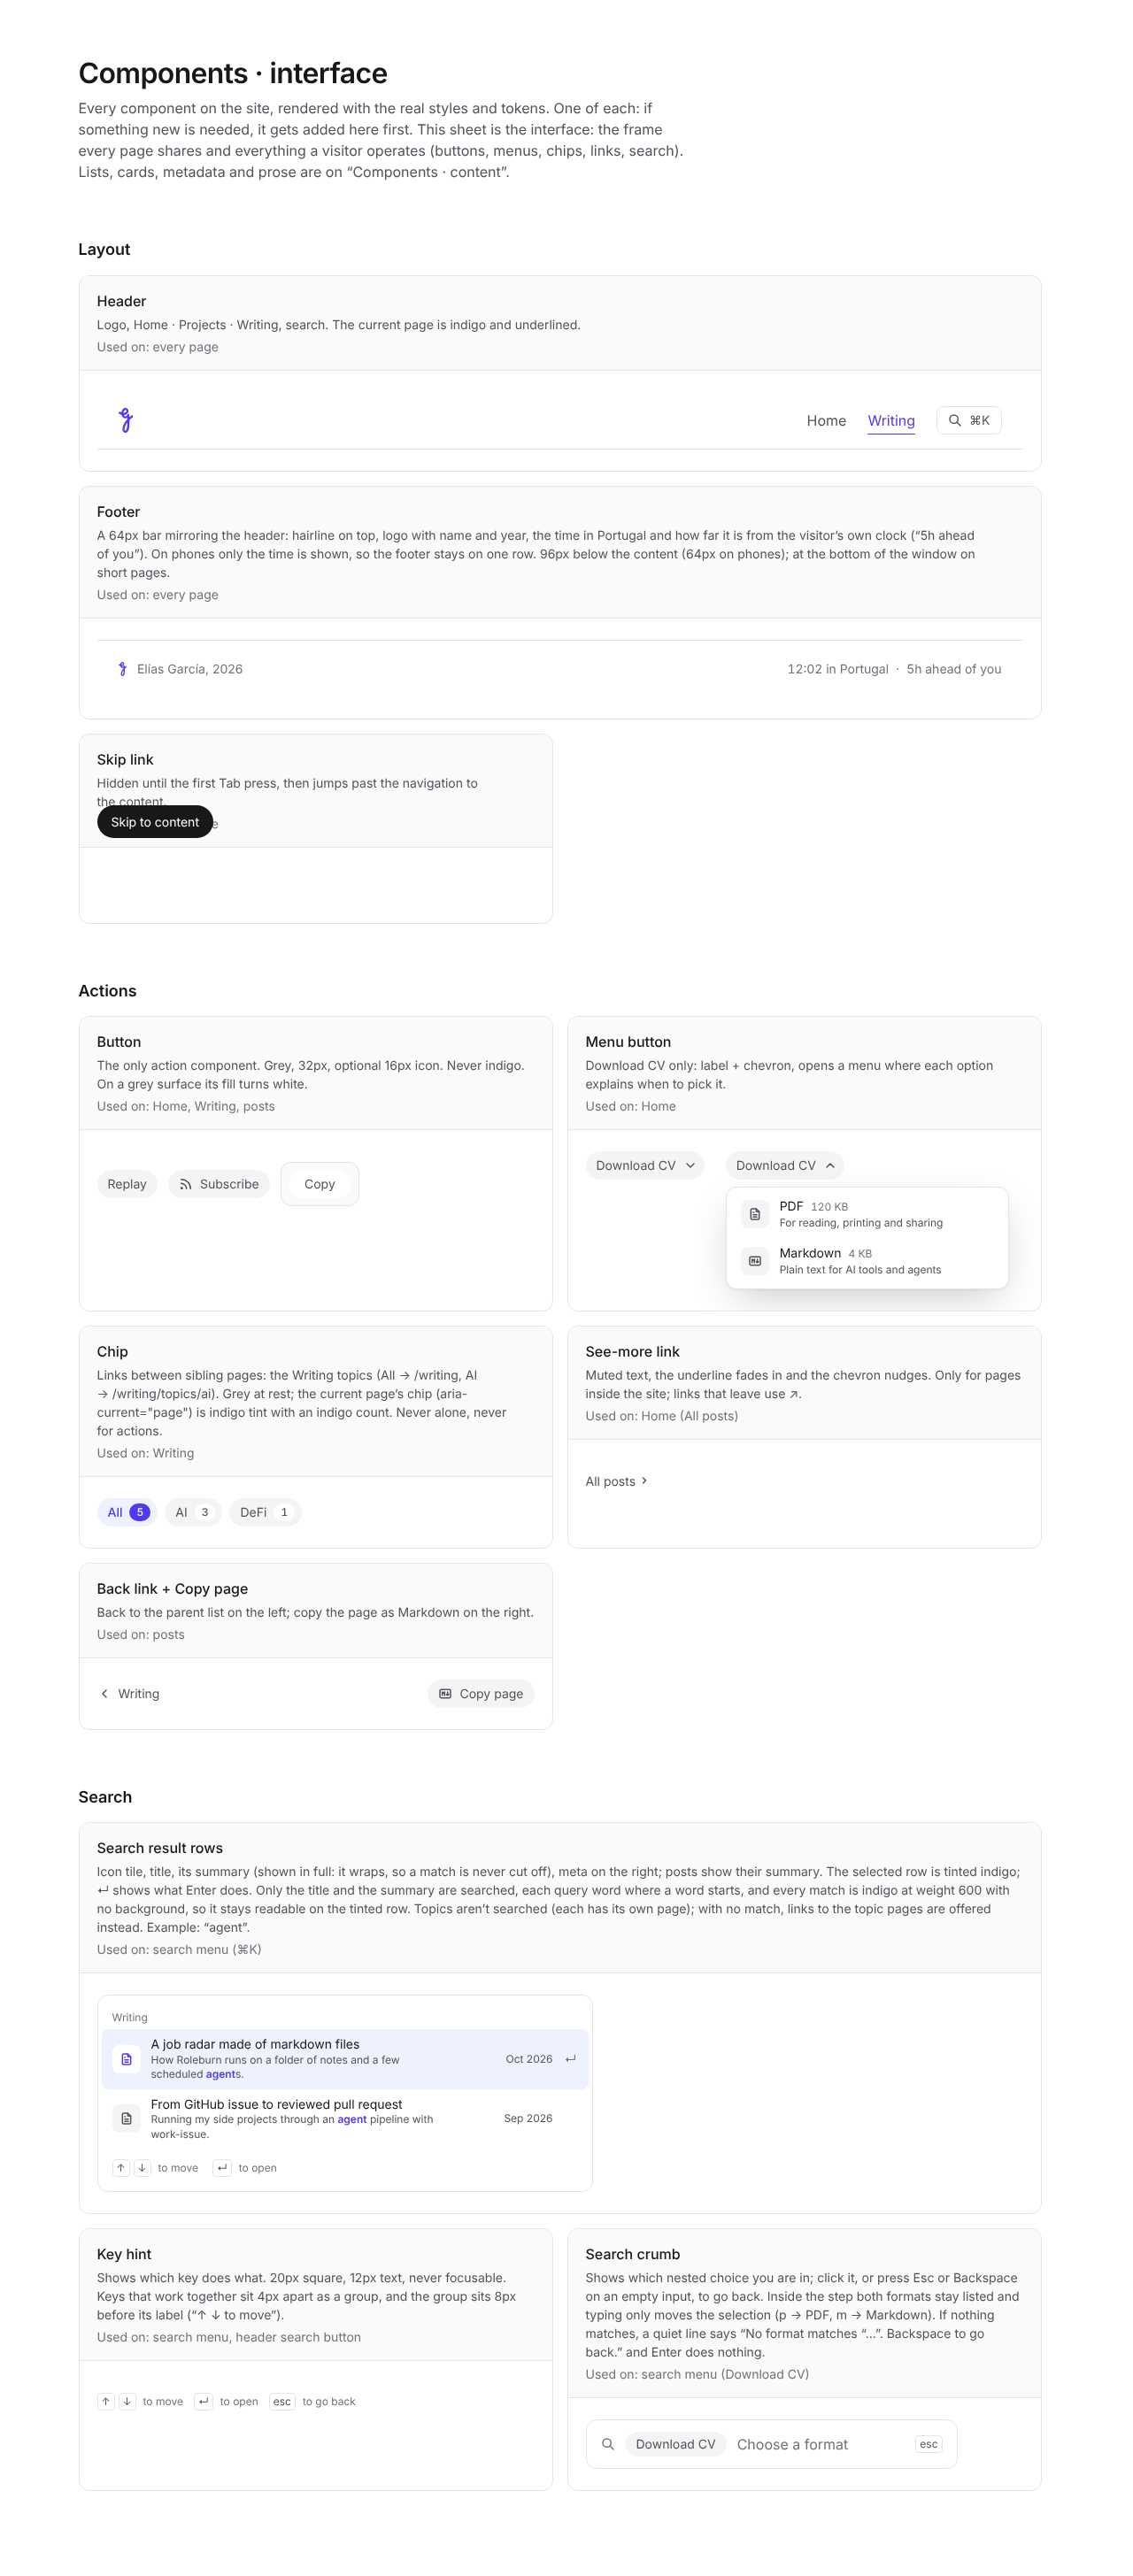 Components · interface
Every component on the site, rendered with the real styles and tokens. One of each: if
something new is needed, it gets added here first. This sheet is the interface: the frame
every page shares and everything a visitor operates (buttons, menus, chips, links, search).
Lists, cards, metadata and prose are on “Components · content”.
Layout
Header
Logo, Home · Projects · Writing, search. The current page is indigo and underlined.
Used on: every page
Home Writing ⌘K
Footer
A 64px bar mirroring the header: hairline on top, logo with name and year, the time in Portugal and how far it is from the visitor’s own clock (“5h ahead
of you”). On phones only the time is shown, so the footer stays on one row. 96px below the content (64px on phones); at the bottom of the window on
short pages.
Used on: every page
Elías García, 2026
12:02 in Portugal · 5h ahead of you
Skip link
Hidden until the first Tab press, then jumps past the navigation to
the content.
Skip to content
Actions
Button
The only action component. Grey, 32px, optional 16px icon. Never indigo.
On a grey surface its fill turns white.
Used on: Home, Writing, posts
Replay Subscribe Copy
Menu button
Download CV only: label + chevron, opens a menu where each option
explains when to pick it.
Used on: Home
Download CV Download CV
PDF 120 KB
For reading, printing and sharing
Markdown 4 KB
Plain text for AI tools and agents
Chip
Links between sibling pages: the Writing topics (All → /writing, AI
→ /writing/topics/ai). Grey at rest; the current page’s chip (aria-
current="page") is indigo tint with an indigo count. Never alone, never
for actions.
Used on: Writing
All 5 AI 3 DeFi 1
See-more link
Muted text, the underline fades in and the chevron nudges. Only for pages
inside the site; links that leave use ↗.
Used on: Home (All posts)
All posts ›
Back link + Copy page
Back to the parent list on the left; copy the page as Markdown on the right.
Used on: posts
Writing
Copy page
Search
Search result rows
Icon tile, title, its summary (shown in full: it wraps, so a match is never cut off), meta on the right; posts show their summary. The selected row is tinted indigo;
↵ shows what Enter does. Only the title and the summary are searched, each query word where a word starts, and every match is indigo at weight 600 with
no background, so it stays readable on the tinted row. Topics aren’t searched (each has its own page); with no match, links to the topic pages are offered
instead. Example: “agent”.
Used on: search menu (⌘K)
Writing
A job radar made of markdown files
How Roleburn runs on a folder of notes and a few
scheduled agents.
Oct 2026 ↵
From GitHub issue to reviewed pull request
Running my side projects through an agent pipeline with
work-issue.
Sep 2026
↑ ↓ to move ↵ to open
Key hint
Shows which key does what. 20px square, 12px text, never focusable.
Keys that work together sit 4px apart as a group, and the group sits 8px
before its label (“↑ ↓ to move”).
Used on: search menu, header search button
↑ ↓ to move ↵ to open esc to go back
Search crumb
Shows which nested choice you are in; click it, or press Esc or Backspace
on an empty input, to go back. Inside the step both formats stay listed and
typing only moves the selection (p → PDF, m → Markdown). If nothing
matches, a quiet line says “No format matches “…”. Backspace to go
back.” and Enter does nothing.
Used on: search menu (Download CV)
Download CV Choose a format esc